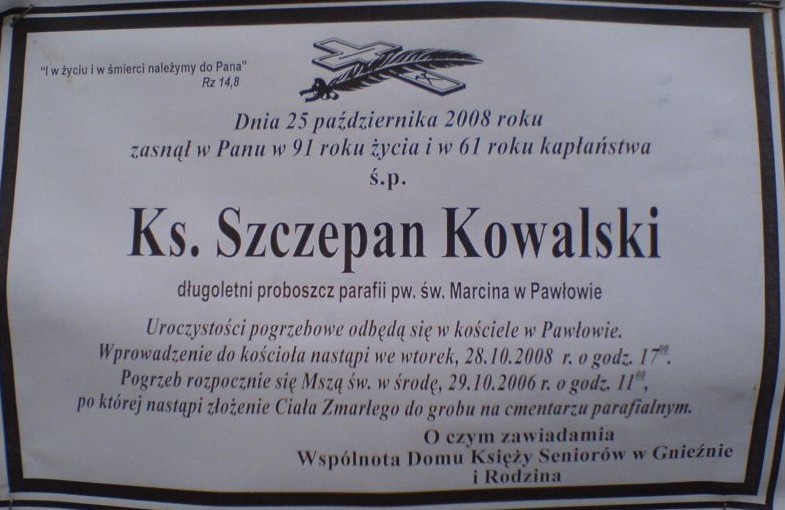 "I w życiu i w śmierci należymy do Pana"
Rz 14,8
Dnia 25 października 2008 roku
zasnął w Panu w 91 roku życia i w 61 roku kapłaństwa
ś.p.
Ks. Szczepan Kowalski
długoletni proboszcz parafii pw. św. Marcina w Pawłowie
Uroczystości pogrzebowe odbędą się w kościele w Pawłowie.
Wprowadzenie do kościoła nastąpi we wtorek, 28.10.2008 r. o godz. 17⁰⁰.
Pogrzeb rozpocznie się Mszą św. w środę, 29.10.2006 r. o godz. 11⁰⁰,
po której nastąpi złożenie Ciała Zmarłego do grobu na cmentarzu parafialnym.
O czym zawiadamia
Wspólnota Domu Księży Seniorów w Gnieźnie
i Rodzina